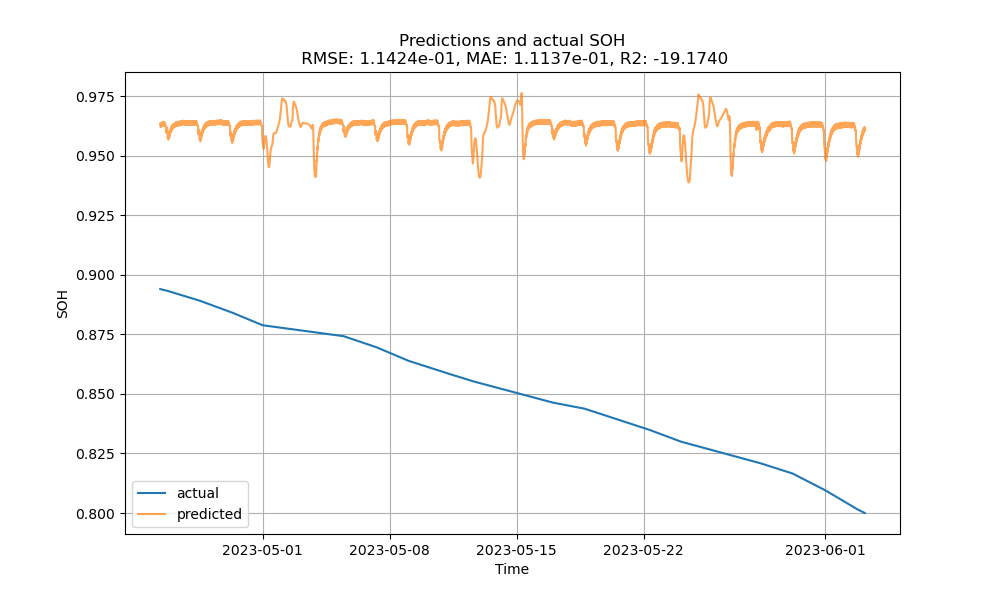 Predictions and actual SOH
RMSE: 1.1424e-01, MAE: 1.1137e-01, R2: -19.1740
0.975
0.950
0.925
0.900
0.875
0.850
0.825
0.800
SOH
actual
predicted
2023-05-01 2023-05-08 2023-05-15 2023-05-22 2023-06-01
Time